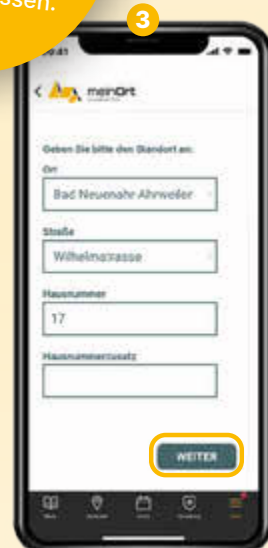 ssen.
3
9:41
meinOrt
Geben Sie bitte den Standort an:
Ort
Bad Neuenahr-Ahrweiler
Straße
Wilhelmstrasse
Hausnummer
17
Hausnummerzusatz
WEITER